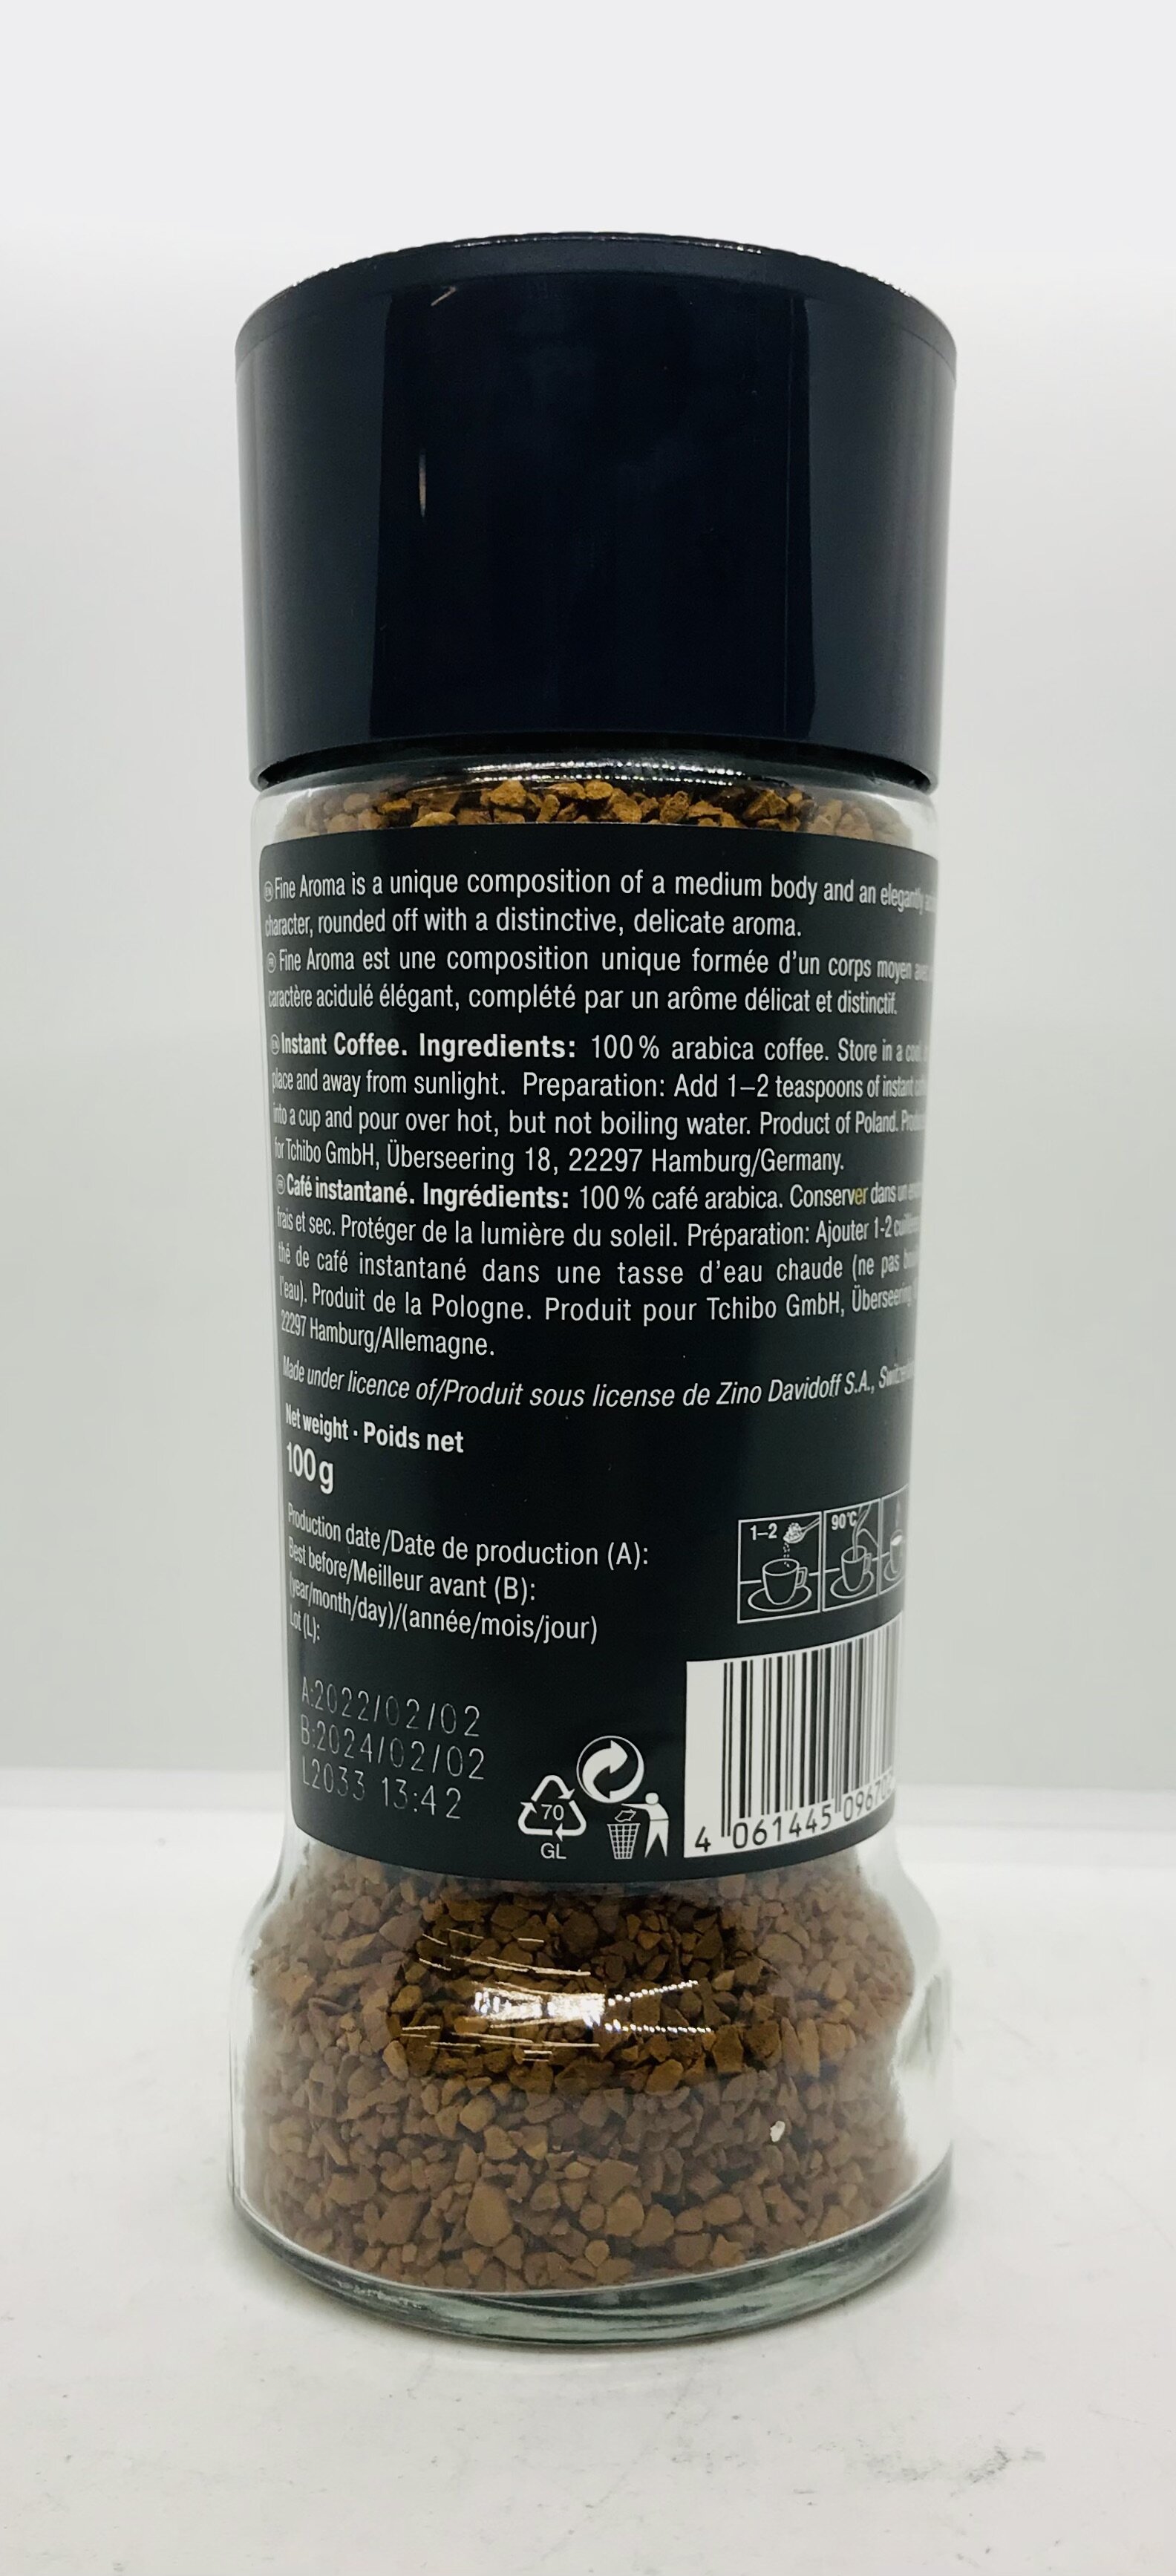 EN Fine Aroma is a unique composition of a medium body and an elegantly
character, rounded off with a distinctive, delicate aroma.
FR Fine Aroma est une composition unique formée d'un corps moyen
caractère acidulé élégant, complété par un arôme délicat et distinctif.
EN Instant Coffee. Ingredients: 100 % arabica coffee. Store in a cool,
place and away from sunlight. Preparation: Add 1–2 teaspoons of instant
into a cup and pour over hot, but not boiling water. Product of Poland.
for Tchibo GmbH, Überseering 18, 22297 Hamburg/Germany.
FR Café instantané. Ingrédients: 100 % café arabica. Conserver dans un
frais et sec. Protéger de la lumière du soleil. Préparation: Ajouter 1-2
thé de café instantané dans une tasse d'eau chaude (ne pas
l'eau). Produit de la Pologne. Produit pour Tchibo GmbH, Überseering
22297 Hamburg/Allemagne.
Made under licence of/Produit sous license de Zino Davidoff S.A.,
Net weight · Poids net
100 g
Production date/Date de production (A):
Best before/Meilleur avant (B):
(year/month/day)/(année/mois/jour)
Lot (L):
1–2
90°C
A:2022/02/02
B:2024/02/02
L2033 13:42
70
GL
4 061445 0967